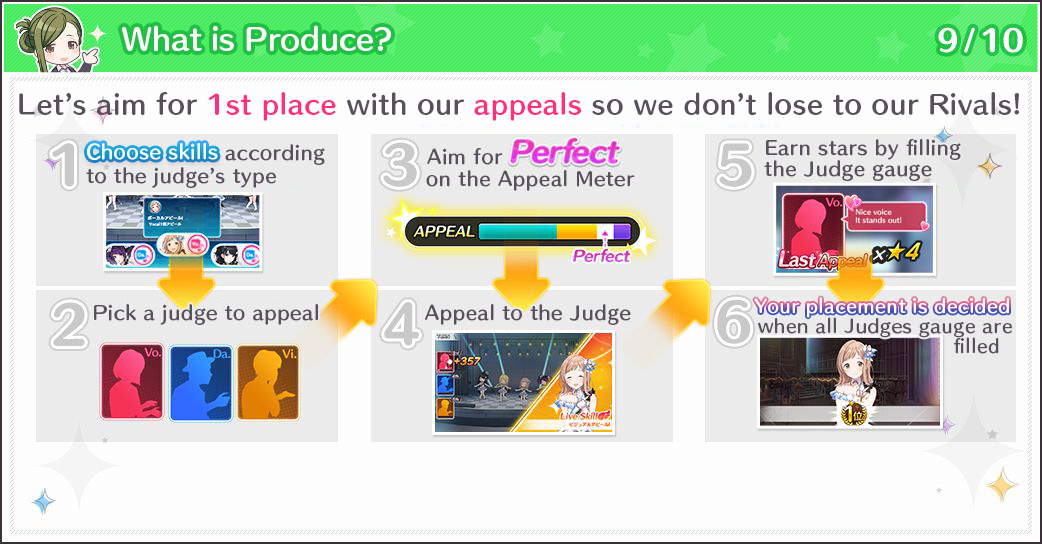 What is Produce?
9/10
Let's aim for 1st place with our appeals so we don't lose to our Rivals!
1 Choose skills according
to the judge's type
ボーカルアピールM
Vocal1倍アピール
2 Pick a judge to appeal
Vo. Da. Vi.
3 Aim for Perfect
on the Appeal Meter
APPEAL
Perfect
4 Appeal to the Judge
+357
Live Skill
ビジュアルアピールM
5 Earn stars by filling
the Judge gauge
Vo.
Nice voice
It stands out!
Last Appeal ×★4
6 Your placement is decided
when all Judges gauge are
filled
1位